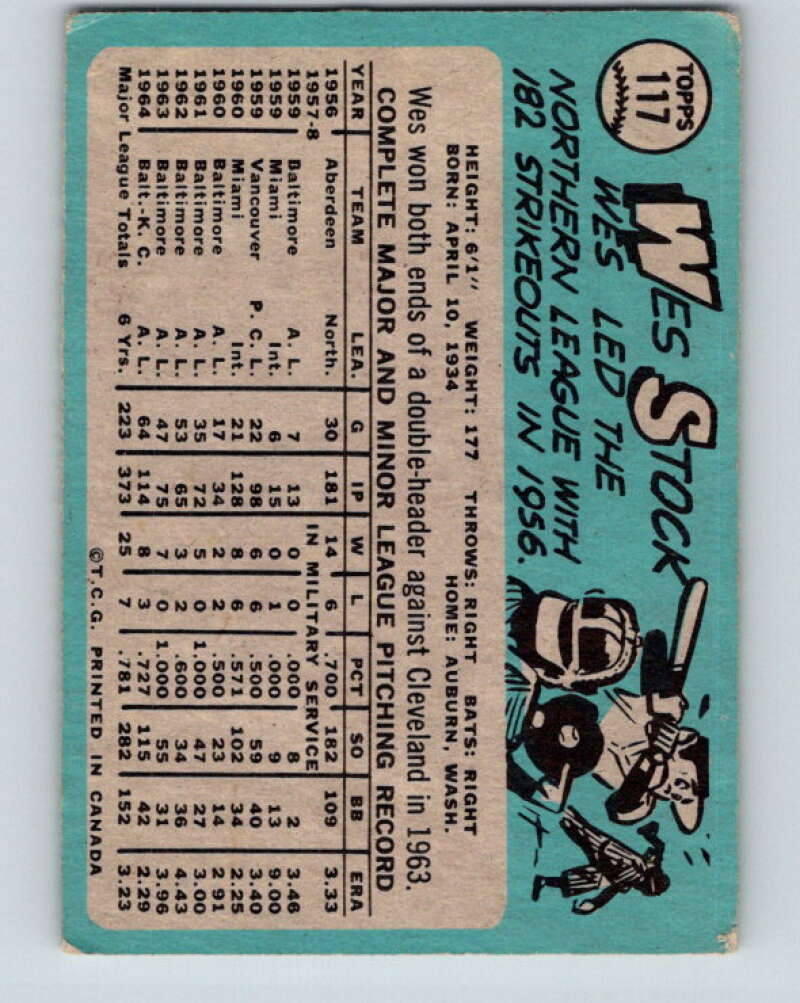 TOPPS
117
WES STOCK
WES LED THE
NORTHERN LEAGUE WITH
182 STRIKEOUTS IN 1956.
HEIGHT: 6'1" WEIGHT: 177 THROWS: RIGHT BATS: RIGHT
BORN: APRIL 10, 1934 HOME: AUBURN, WASH.
Wes won both ends of a double-header against Cleveland in 1963.
COMPLETE MAJOR AND MINOR LEAGUE PITCHING RECORD
YEAR TEAM LEA. G IP W L PCT SO BB ERA
1956 Aberdeen North. 30 181 14 6 .700 182 109 3.33
1957-8 IN MILITARY SERVICE
1959 Baltimore A. L. 7 13 0 0 .000 8 2 3.46
1959 Miami Int. 6 15 0 1 .000 9 13 9.00
1959 Vancouver P. C. L. 22 98 6 6 .500 59 40 3.40
1960 Miami Int. 21 128 8 6 .571 102 34 2.25
1960 Baltimore A. L. 17 34 2 2 .500 23 14 2.91
1961 Baltimore A. L. 35 72 5 0 1.000 47 27 3.00
1962 Baltimore A. L. 53 65 3 2 .600 34 36 4.43
1963 Baltimore A. L. 47 75 7 0 1.000 55 31 3.96
1964 Balt.-K. C. A. L. 64 114 8 3 .727 115 42 2.29
Major League Totals 6 Yrs. 223 373 25 7 .781 282 152 3.23
©T.C.G. PRINTED IN CANADA